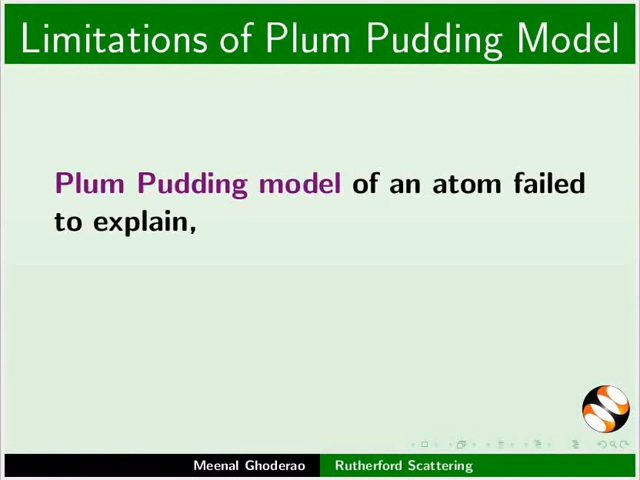 Limitations of Plum Pudding Model
Plum Pudding model of an atom failed
to explain,
Meenal Ghoderao Rutherford Scattering